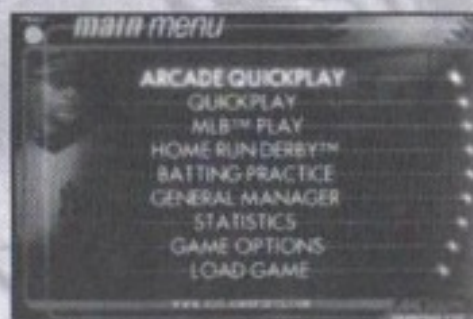 main menu
ARCADE QUICKPLAY
QUICKPLAY
MLB™ PLAY
HOME RUN DERBY™
BATTING PRACTICE
GENERAL MANAGER
STATISTICS
GAME OPTIONS
LOAD GAME